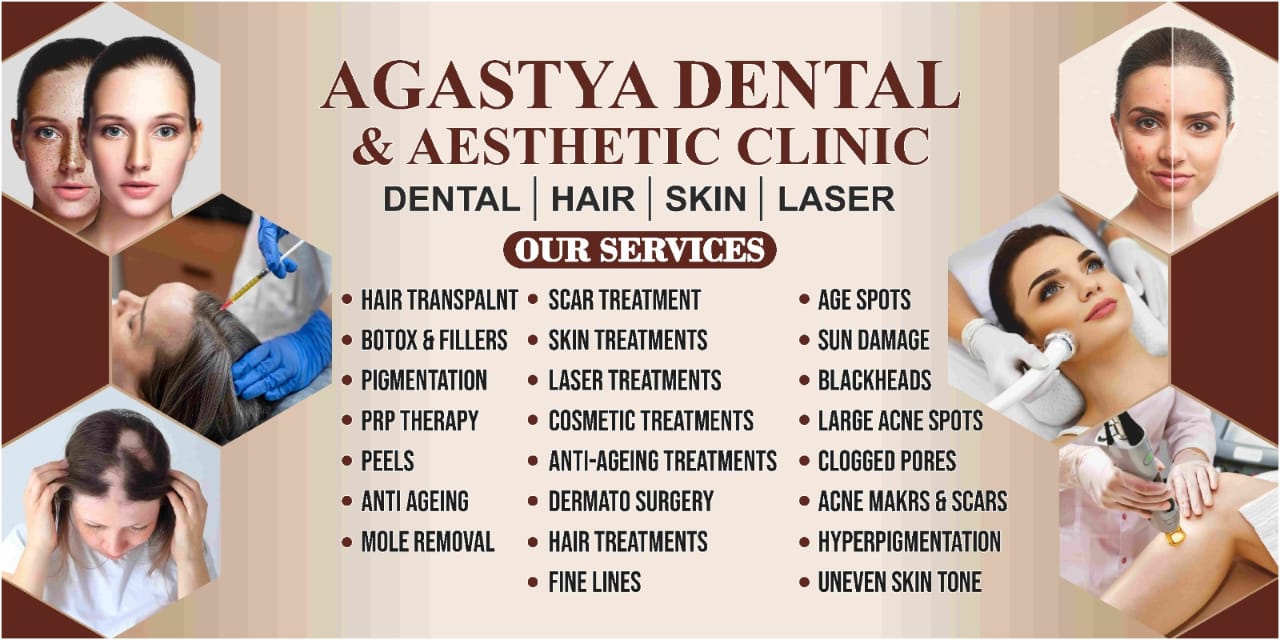 AGASTYA DENTAL
& AESTHETIC CLINIC
DENTAL | HAIR | SKIN | LASER
OUR SERVICES
• HAIR TRANSPALNT
• BOTOX & FILLERS
• PIGMENTATION
• PRP THERAPY
• PEELS
• ANTI AGEING
• MOLE REMOVAL
• SCAR TREATMENT
• SKIN TREATMENTS
• LASER TREATMENTS
• COSMETIC TREATMENTS
• ANTI-AGEING TREATMENTS
• DERMATO SURGERY
• HAIR TREATMENTS
• FINE LINES
• AGE SPOTS
• SUN DAMAGE
• BLACKHEADS
• LARGE ACNE SPOTS
• CLOGGED PORES
• ACNE MAKRS & SCARS
• HYPERPIGMENTATION
• UNEVEN SKIN TONE